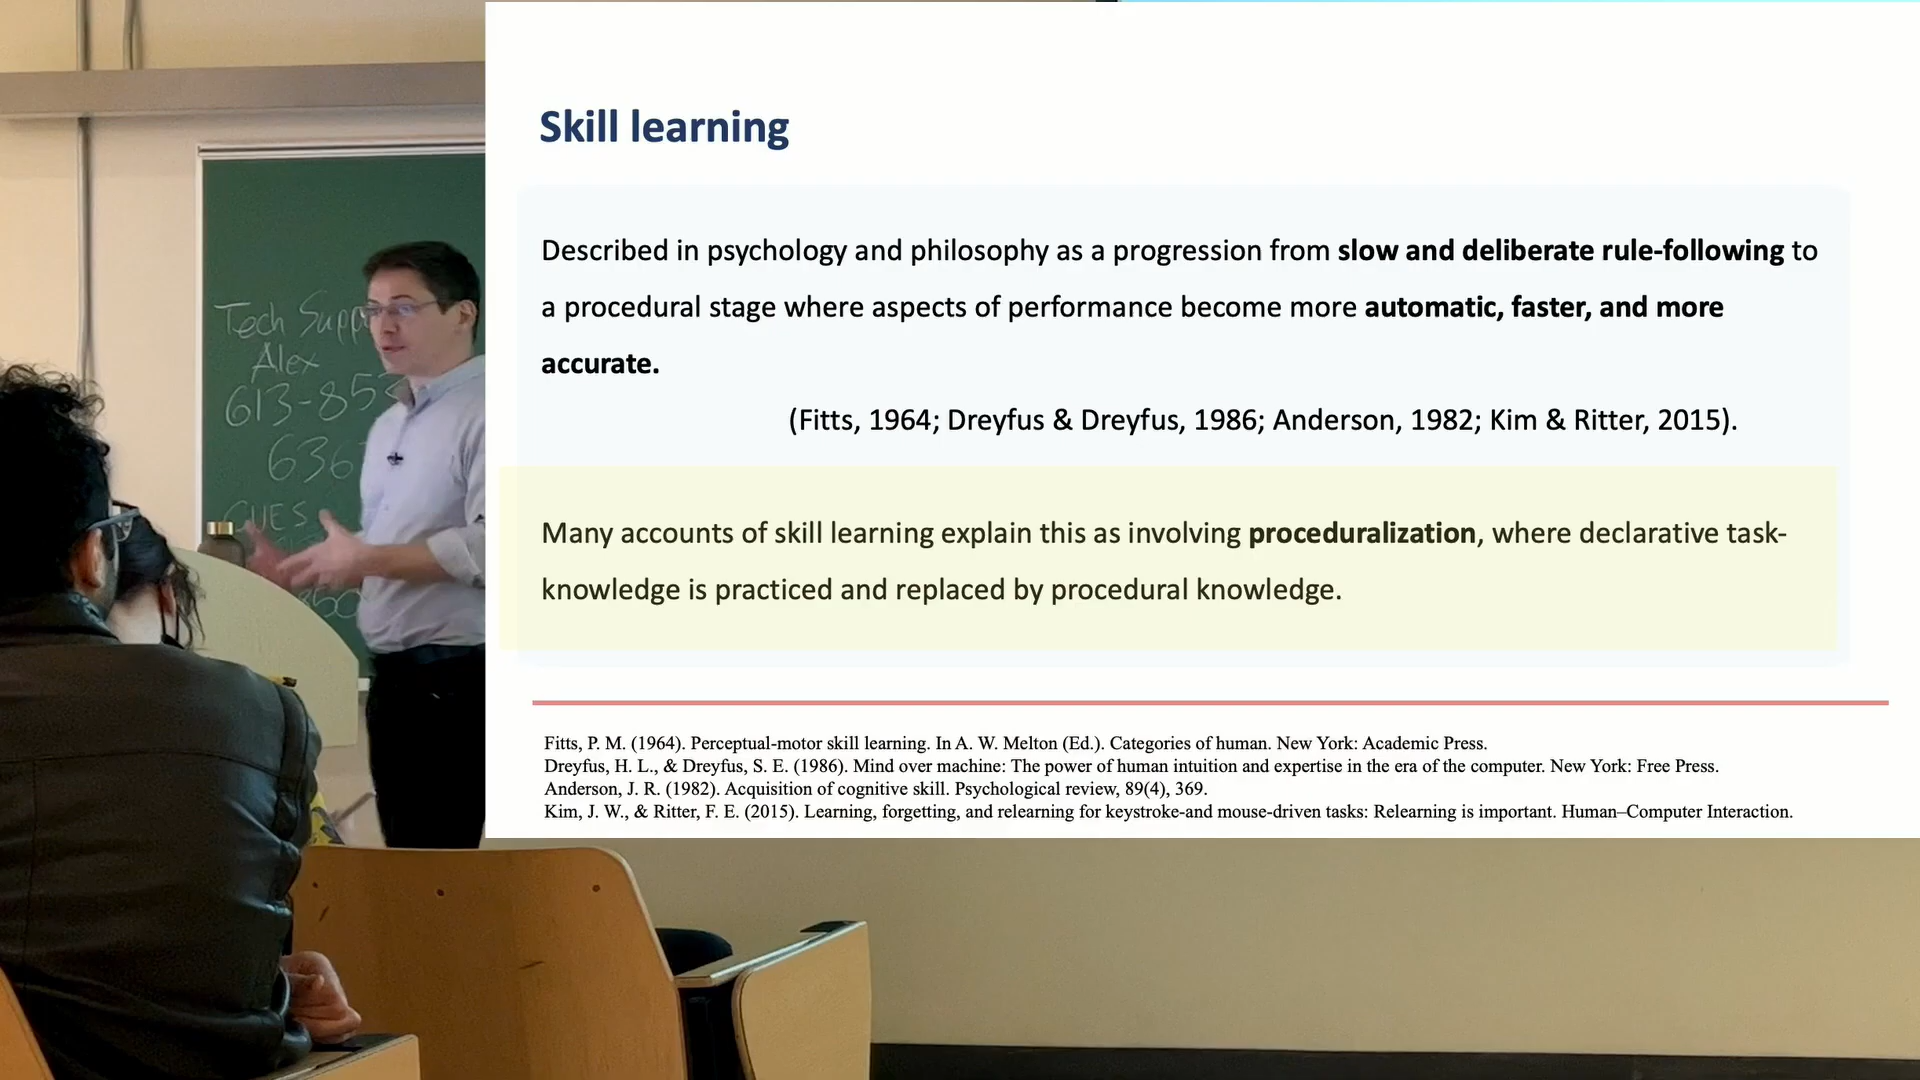 Skill learning
Described in psychology and philosophy as a progression from slow and deliberate rule-following to
a procedural stage where aspects of performance become more automatic, faster, and more
accurate.
(Fitts, 1964; Dreyfus & Dreyfus, 1986; Anderson, 1982; Kim & Ritter, 2015).
Many accounts of skill learning explain this as involving proceduralization, where declarative task-
knowledge is practiced and replaced by procedural knowledge.
Fitts, P. M. (1964). Perceptual-motor skill learning. In A. W. Melton (Ed.). Categories of human. New York: Academic Press.
Dreyfus, H. L., & Dreyfus, S. E. (1986). Mind over machine: The power of human intuition and expertise in the era of the computer. New York: Free Press.
Anderson, J. R. (1982). Acquisition of cognitive skill. Psychological review, 89(4), 369.
Kim, J. W., & Ritter, F. E. (2015). Learning, forgetting, and relearning for keystroke-and mouse-driven tasks: Relearning is important. Human–Computer Interaction.
Tech Supp
Alex
613-85
636